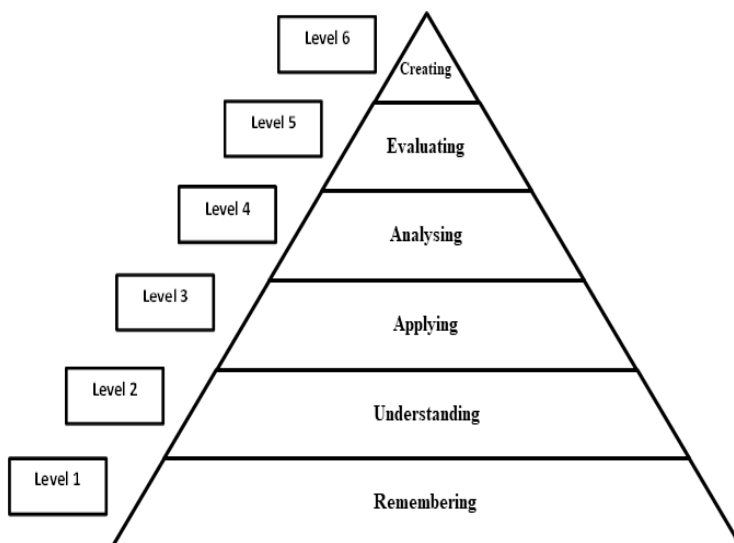 Level 6
Creating
Level 5
Evaluating
Level 4
Analysing
Level 3
Applying
Level 2
Understanding
Level 1
Remembering